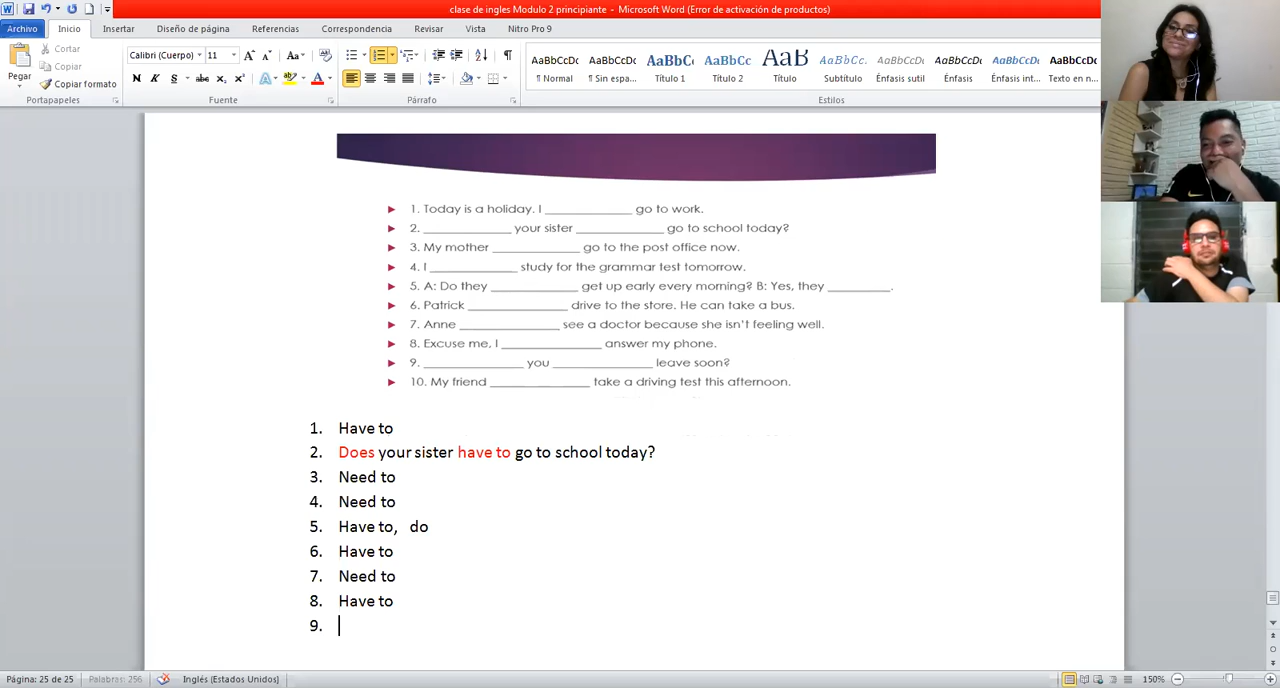 clase de ingles Modulo 2 principiante - Microsoft Word (Error de activación de productos)
Archivo Inicio Insertar Diseño de página Referencias Correspondencia Revisar Vista Nitro Pro 9
Pegar
Cortar
Copiar
Copiar formato
Portapapeles
Calibri (Cuerpo) 11
Fuente
Párrafo
AaBbCcDc AaBbCcDc AaBbC AaBbCc AaB AaBbCc. AaBbCcDc AaBbCcDc AaBbCcDc AaBbCcDc
¶ Normal ¶ Sin espa... Título 1 Título 2 Título Subtítulo Énfasis sutil Énfasis Énfasis int... Texto en n...
Estilos
1. Today is a holiday. I ____________ go to work.
2. ____________ your sister ____________ go to school today?
3. My mother ____________ go to the post office now.
4. I ____________ study for the grammar test tomorrow.
5. A: Do they ____________ get up early every morning? B: Yes, they ________.
6. Patrick ______________ drive to the store. He can take a bus.
7. Anne ______________ see a doctor because she isn't feeling well.
8. Excuse me, I ______________ answer my phone.
9. ______________ you ______________ leave soon?
10. My friend ______________ take a driving test this afternoon.
1. Have to
2. Does your sister have to go to school today?
3. Need to
4. Need to
5. Have to, do
6. Have to
7. Need to
8. Have to
9.
Página: 25 de 25 Palabras: 256 Inglés (Estados Unidos) 150%